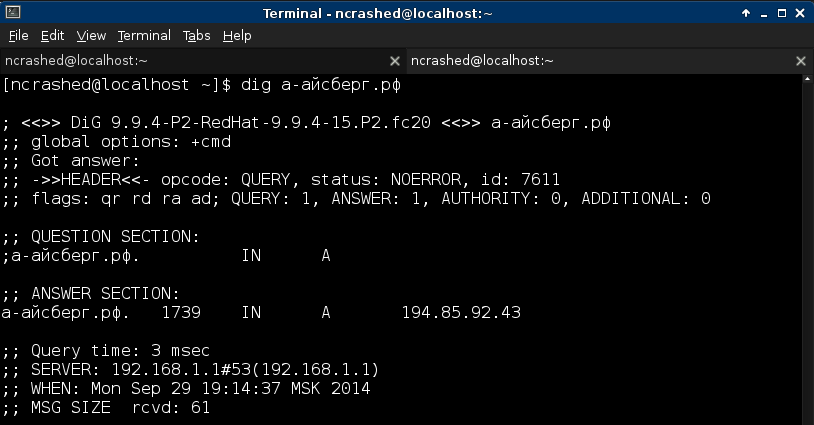 Terminal - ncrashed@localhost:~
File Edit View Terminal Tabs Help
ncrashed@localhost:~ ncrashed@localhost:~
[ncrashed@localhost ~]$ dig а-айсберг.рф
; <<>> DiG 9.9.4-P2-RedHat-9.9.4-15.P2.fc20 <<>> а-айсберг.рф
;; global options: +cmd
;; Got answer:
;; ->>HEADER<<- opcode: QUERY, status: NOERROR, id: 7611
;; flags: qr rd ra ad; QUERY: 1, ANSWER: 1, AUTHORITY: 0, ADDITIONAL: 0
;; QUESTION SECTION:
;а-айсберг.рф. IN A
;; ANSWER SECTION:
а-айсберг.рф. 1739 IN A 194.85.92.43
;; Query time: 3 msec
;; SERVER: 192.168.1.1#53(192.168.1.1)
;; WHEN: Mon Sep 29 19:14:37 MSK 2014
;; MSG SIZE rcvd: 61